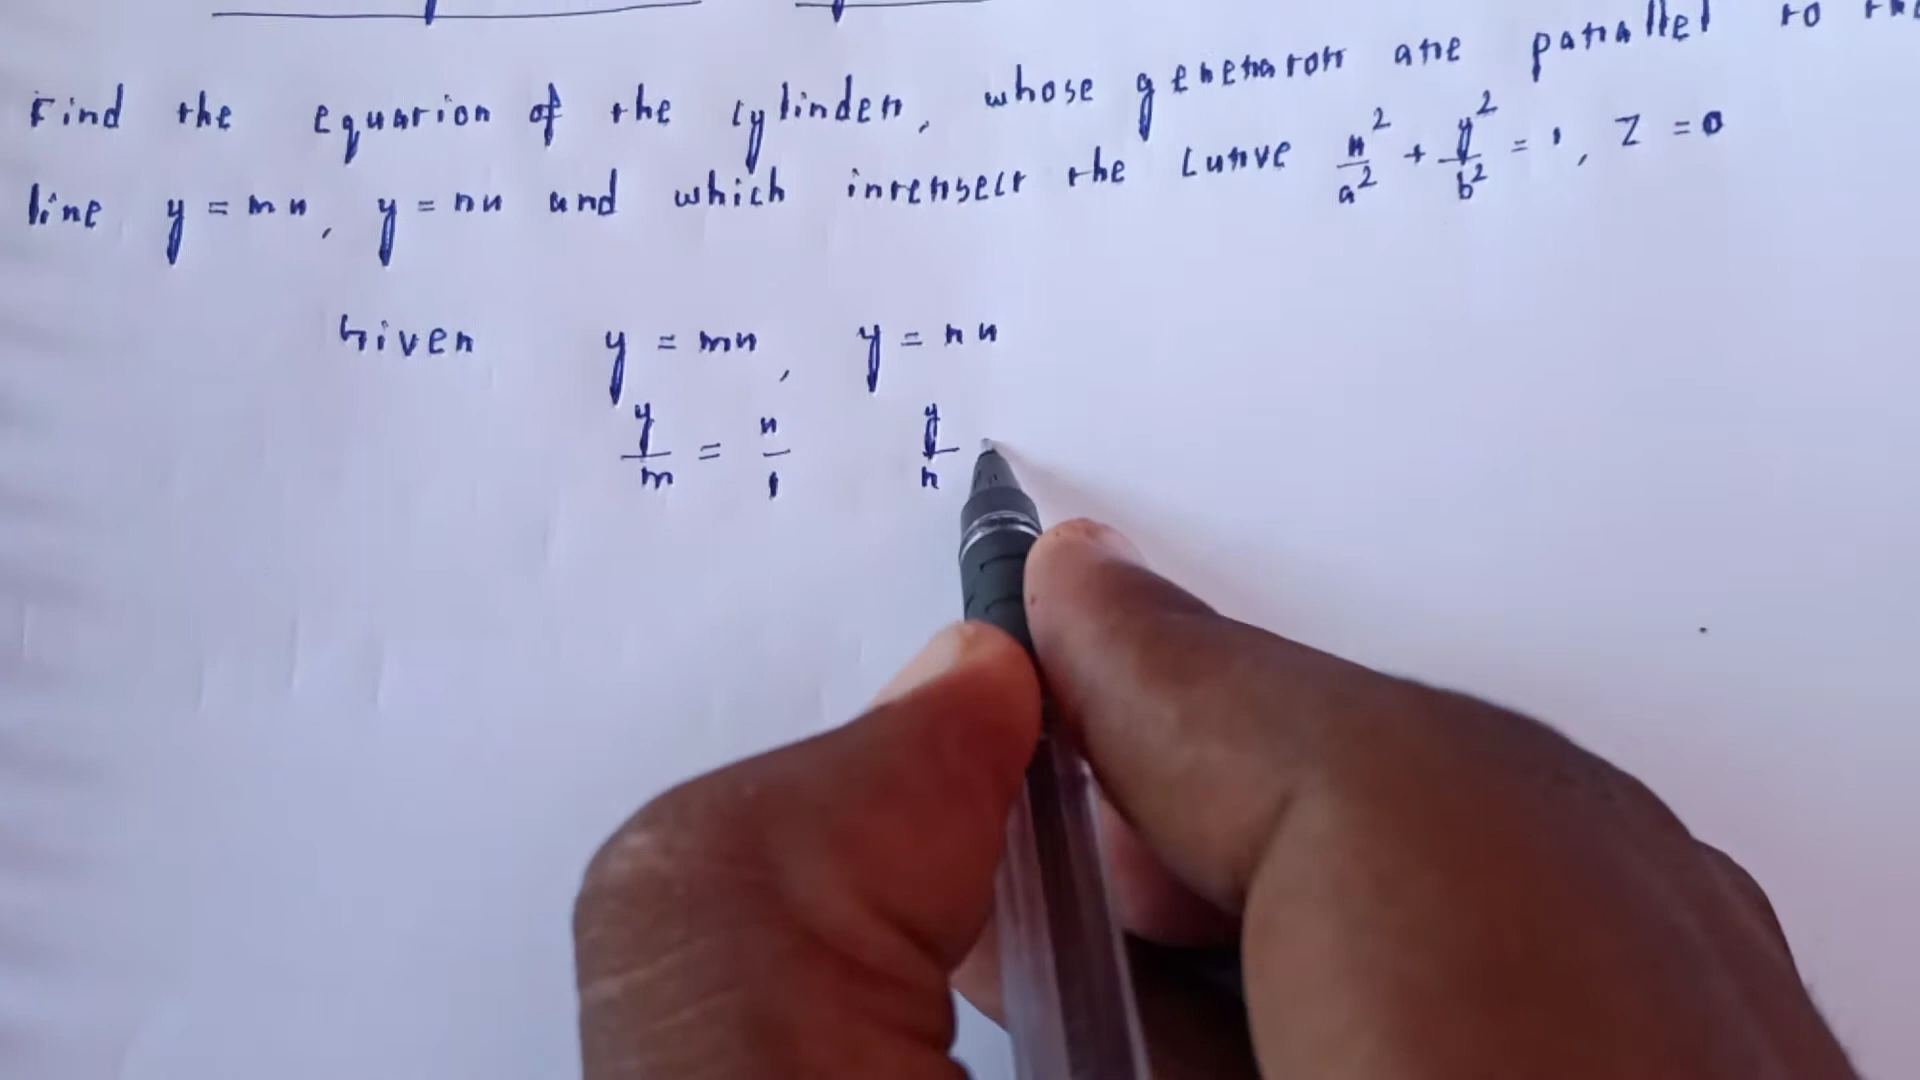 Find the equation of the cylinder, whose generators are parallel to the
line y = mx, y = nx and which intersect the curve x²/a² + y²/b² = 1, Z = 0
Given y = mx, y = nx
y/m = x/1 y/n